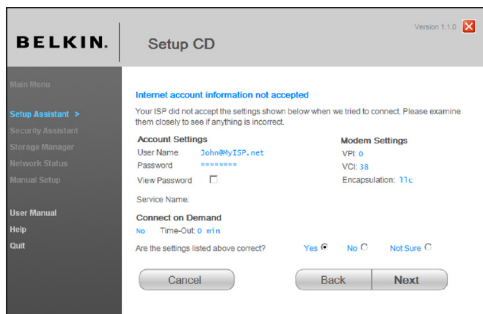 Version 1.1.0
BELKIN.
Setup CD
Main Menu
Setup Assistant >
Security Assistant
Storage Manager
Network Status
Manual Setup
User Manual
Help
Quit
Internet account information not accepted
Your ISP did not accept the settings shown below when we tried to connect. Please examine
them closely to see if anything is incorrect.
Account Settings
User Name John@MyISP.net
Password ********
View Password
Service Name:
Modem Settings
VPI: 0
VCI: 38
Encapsulation: llc
Connect on Demand
No Time-Out: 0 min
Are the settings listed above correct? Yes No Not Sure
Cancel Back Next